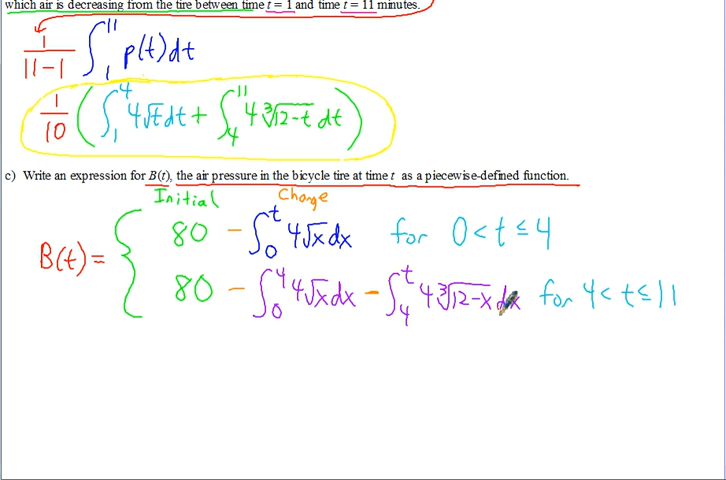 which air is decreasing from the tire between time t = 1 and time t = 11 minutes.
1/(11-1) ∫₁¹¹ p(t)dt
1/10 (∫₁⁴ 4√t dt + ∫₄¹¹ 4∛(12-t) dt)
c) Write an expression for B(t), the air pressure in the bicycle tire at time t as a piecewise-defined function.
Initial Change
80 - ∫₀ᵗ 4√x dx for 0 < t ≤ 4
B(t) = {
80 - ∫₀⁴ 4√x dx - ∫₄ᵗ 4∛(12-x) dx for 4 < t ≤ 11